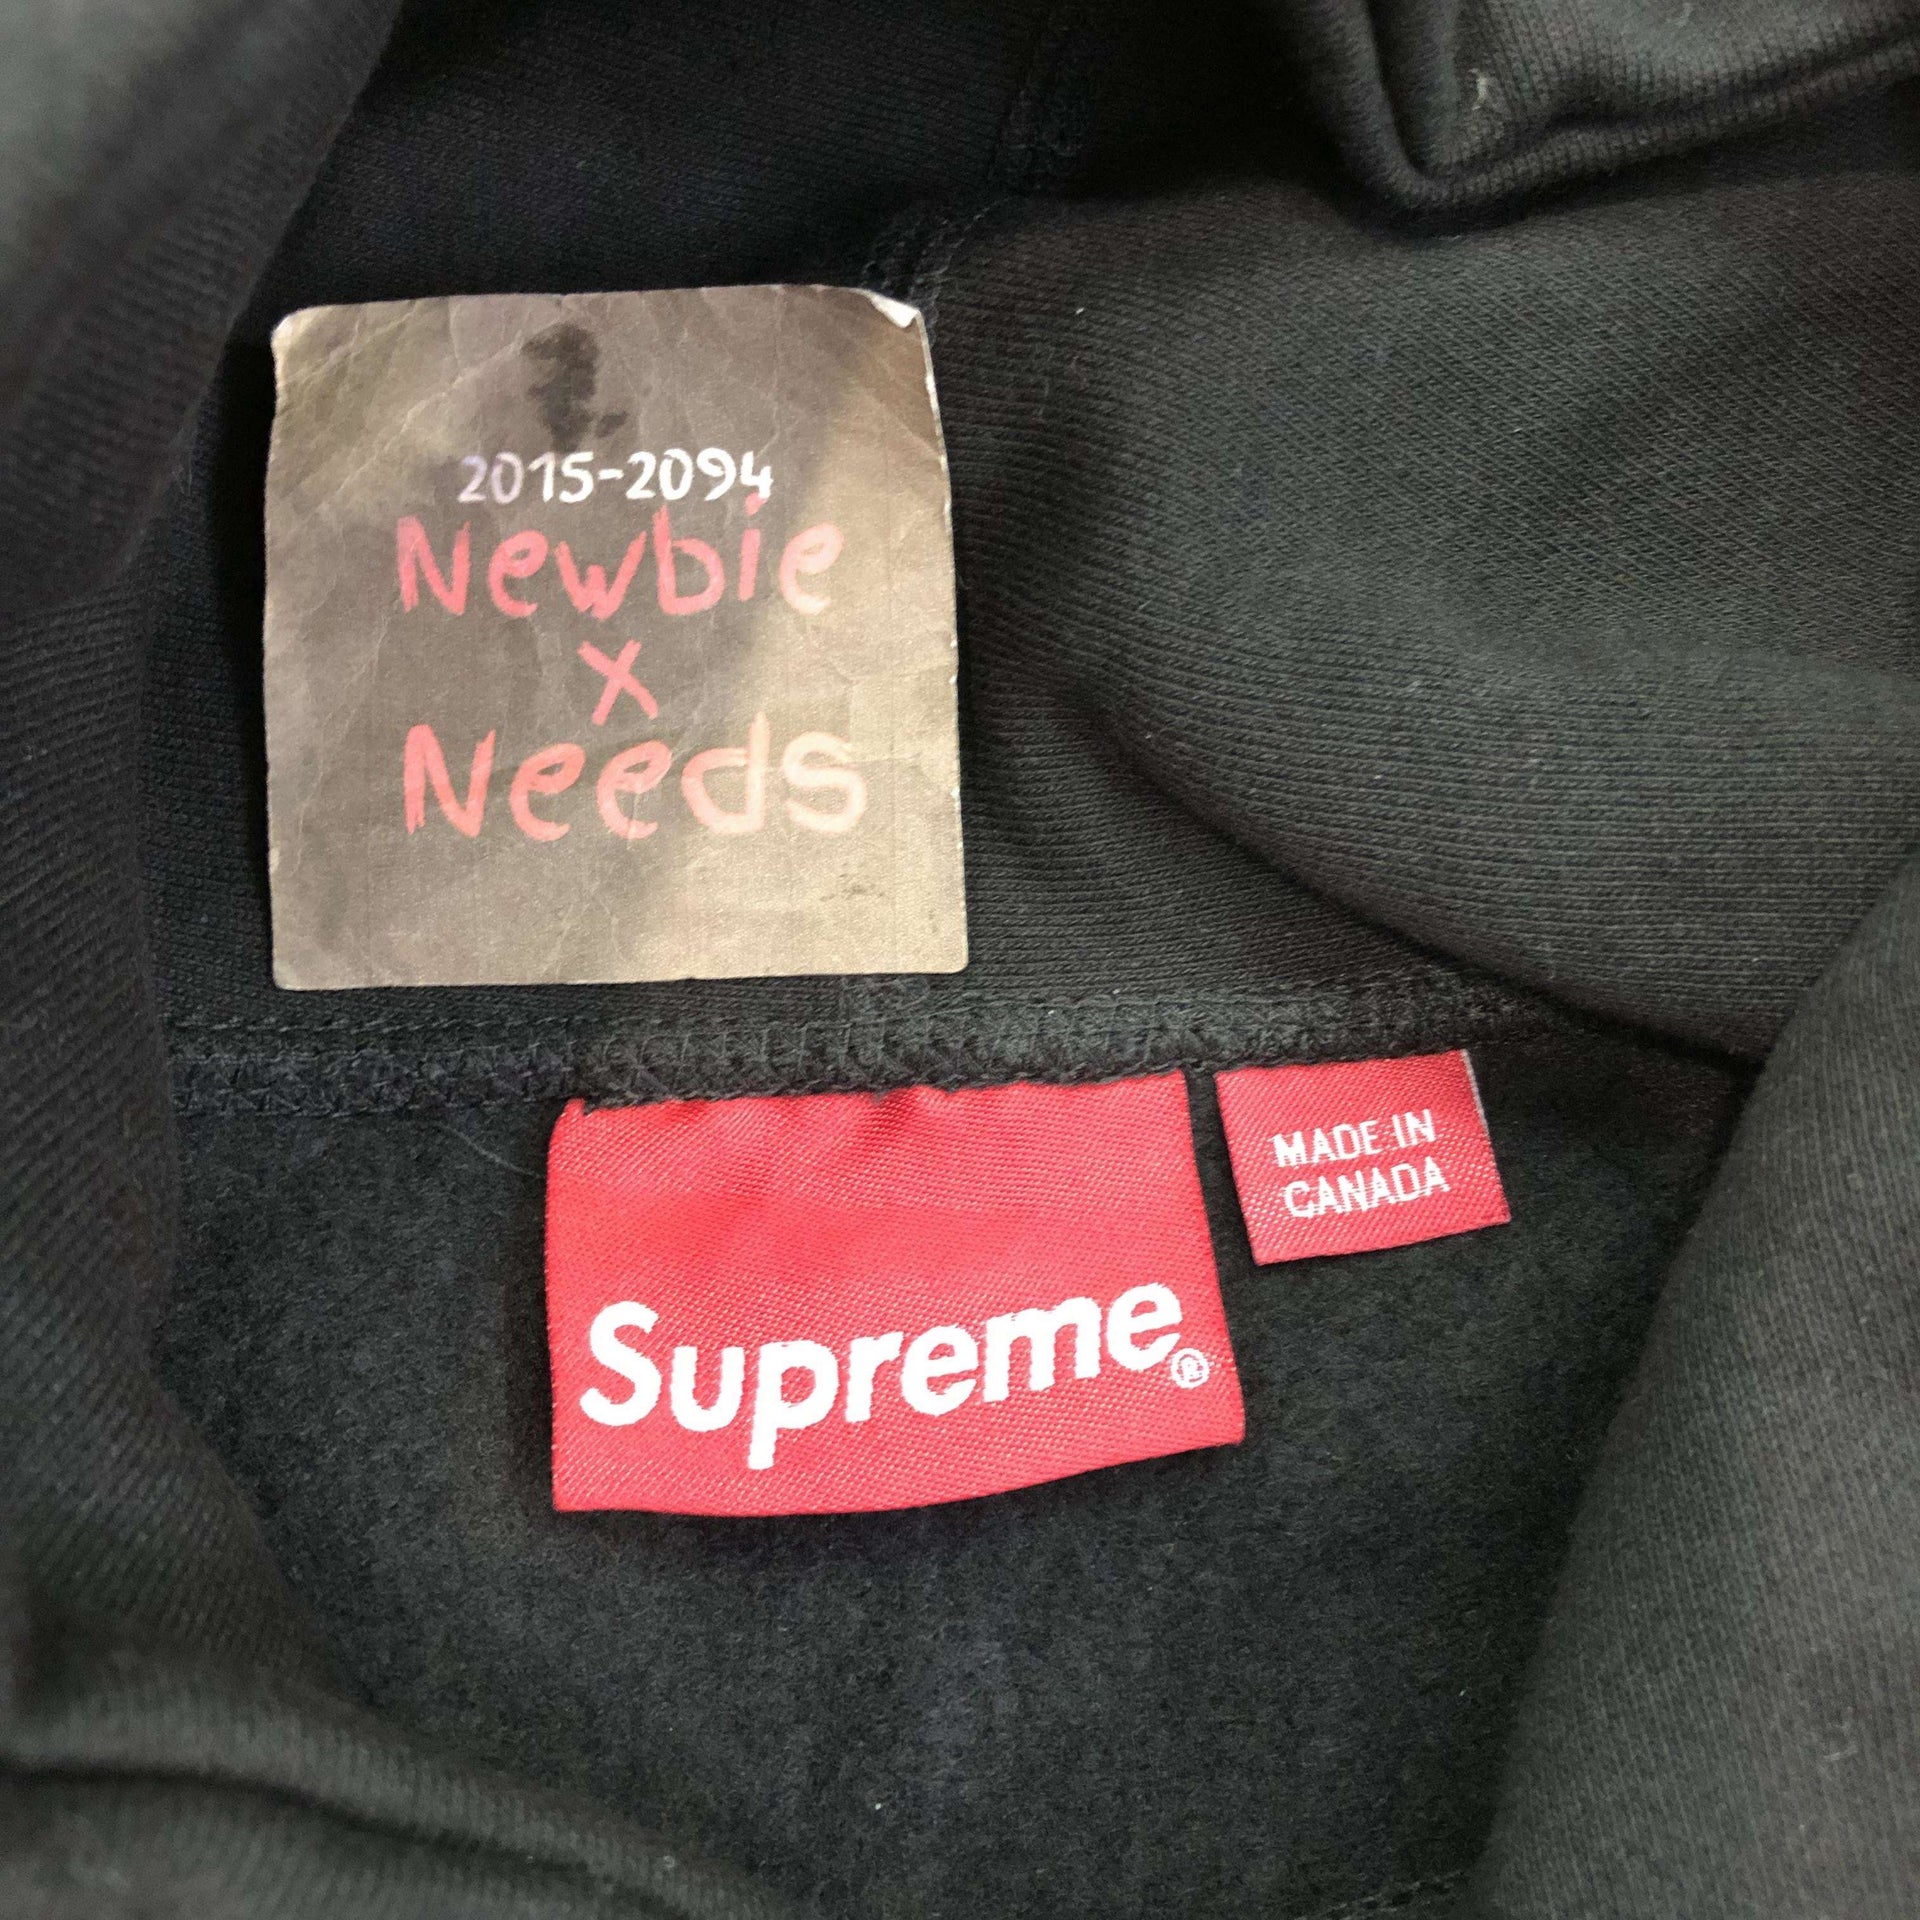 2015-2094
Newbie
x
Needs
MADE IN
CANADA
Supreme®